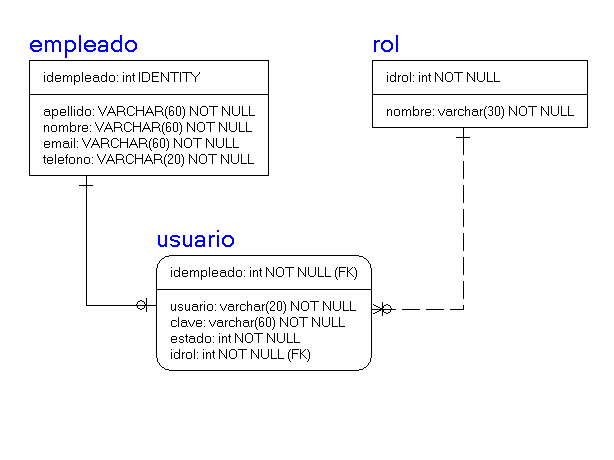 empleado
idempleado: int IDENTITY
apellido: VARCHAR(60) NOT NULL
nombre: VARCHAR(60) NOT NULL
email: VARCHAR(60) NOT NULL
telefono: VARCHAR(20) NOT NULL
rol
idrol: int NOT NULL
nombre: varchar(30) NOT NULL
usuario
idempleado: int NOT NULL (FK)
usuario: varchar(20) NOT NULL
clave: varchar(60) NOT NULL
estado: int NOT NULL
idrol: int NOT NULL (FK)